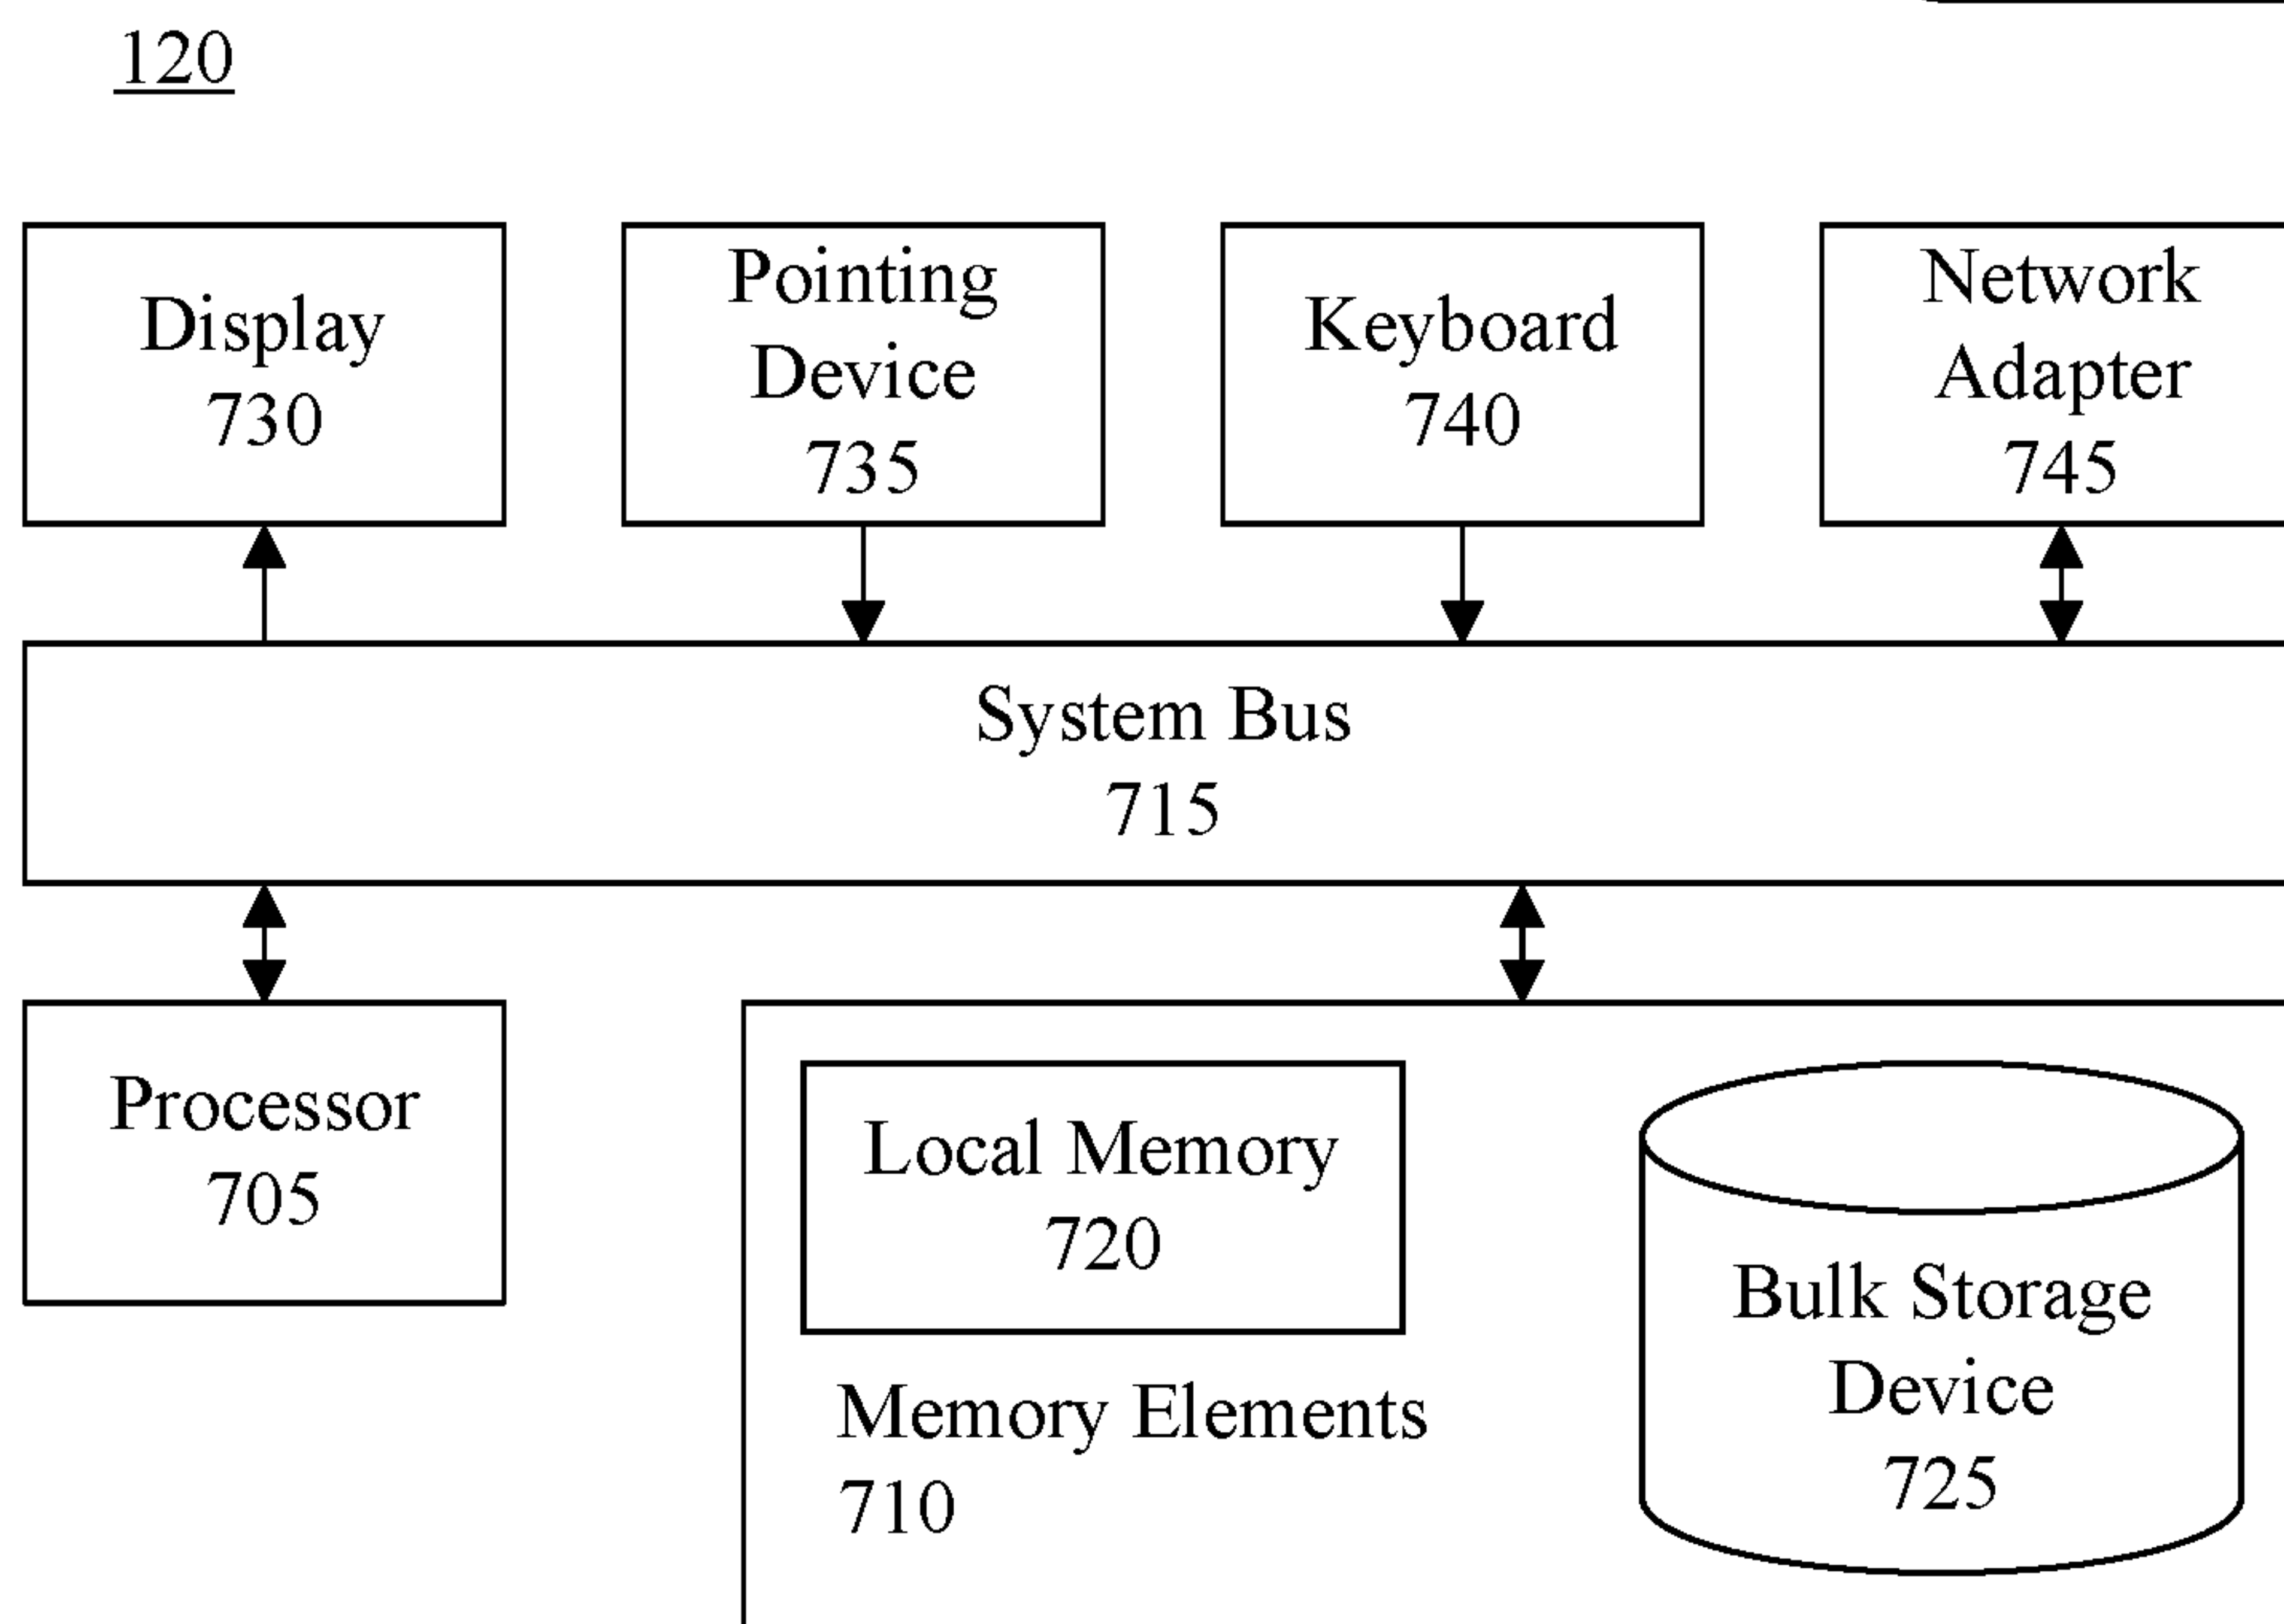 120
Display
730
Pointing
Device
735
Keyboard
740
Network
Adapter
745
System Bus
715
Processor
705
Local Memory
720
Memory Elements
710
Bulk Storage
Device
725